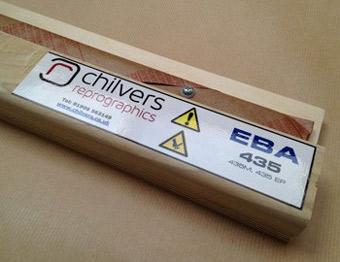 chilvers
reprographics
Tel: 01908 563149
www.chilvers.co.uk
EBA
435
435M, 435 EP